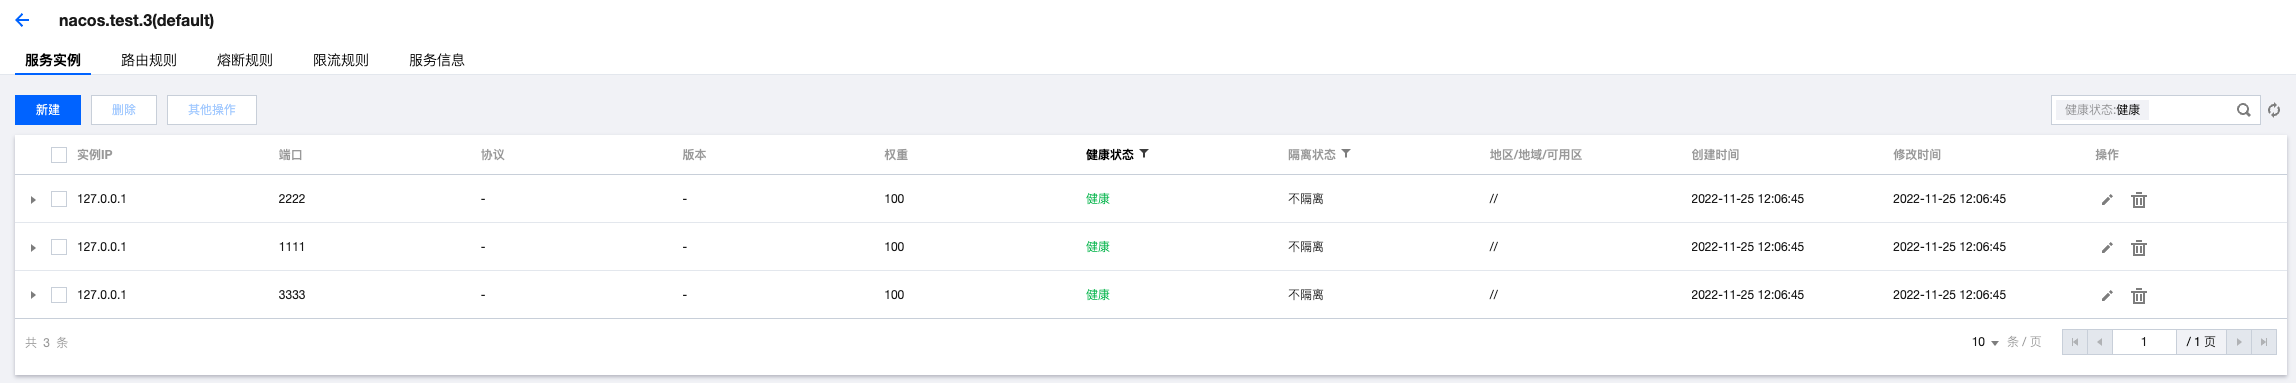 nacos.test.3(default)
服务实例 路由规则 熔断规则 限流规则 服务信息
新建 删除 其他操作 健康状态:健康
实例IP 端口 协议 版本 权重 健康状态 隔离状态 地区/地域/可用区 创建时间 修改时间 操作
127.0.0.1 2222 - - 100 健康 不隔离 // 2022-11-25 12:06:45 2022-11-25 12:06:45
127.0.0.1 1111 - - 100 健康 不隔离 // 2022-11-25 12:06:45 2022-11-25 12:06:45
127.0.0.1 3333 - - 100 健康 不隔离 // 2022-11-25 12:06:45 2022-11-25 12:06:45
共 3 条 10 条 / 页 1 / 1 页